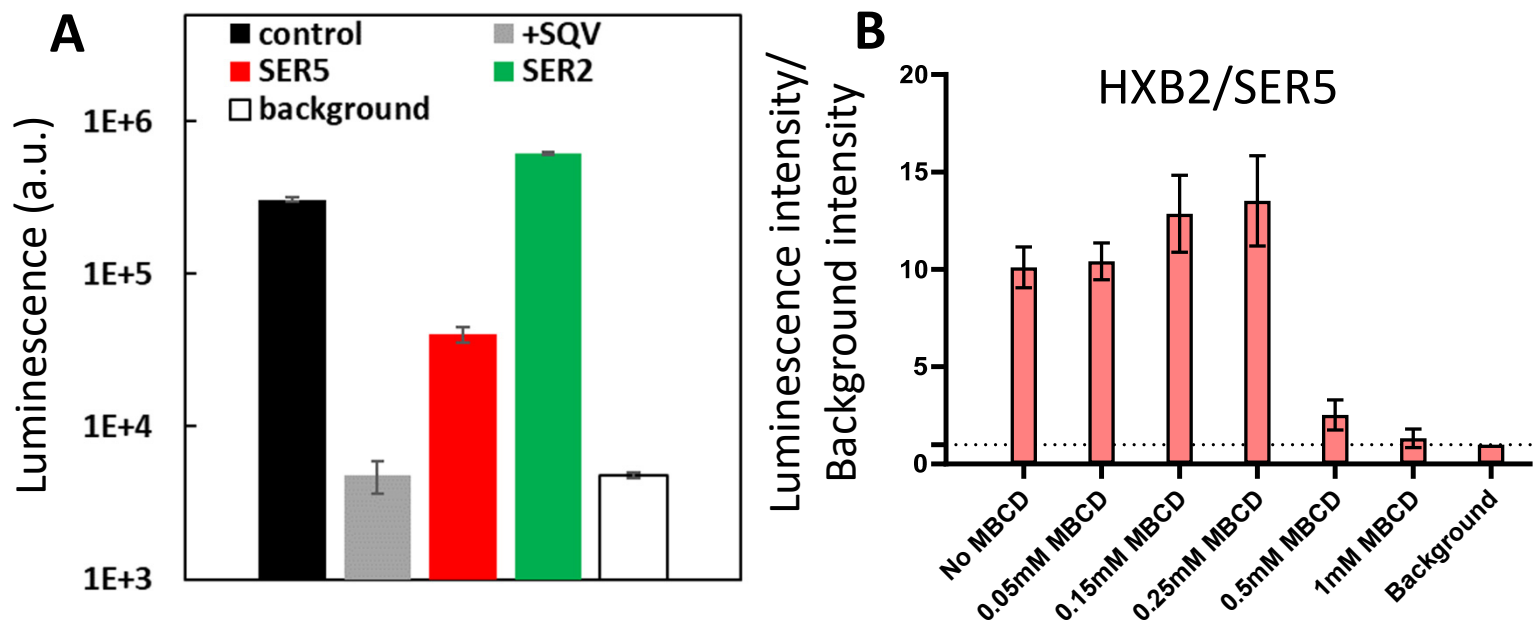 A
control
+SQV
SER5
SER2
background
Luminescence (a.u.)
1E+6
1E+5
1E+4
1E+3
B
HXB2/SER5
Luminescence intensity/
Background intensity
20
15
10
5
0
No MBCD
0.05mM MBCD
0.15mM MBCD
0.25mM MBCD
0.5mM MBCD
1mM MBCD
Background